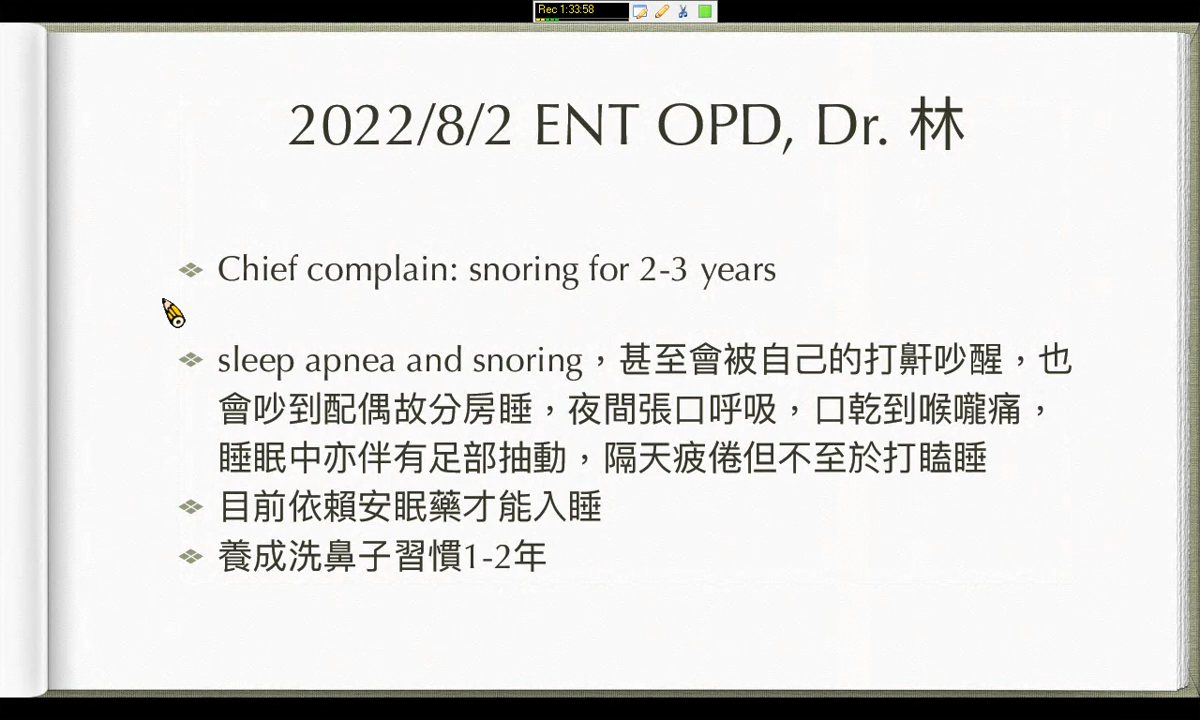 Rec 1:33:58
2022/8/2 ENT OPD, Dr. 林
Chief complain: snoring for 2-3 years
sleep apnea and snoring，甚至會被自己的打鼾吵醒，也
會吵到配偶故分房睡，夜間張口呼吸，口乾到喉嚨痛，
睡眠中亦伴有足部抽動，隔天疲倦但不至於打瞌睡
目前依賴安眠藥才能入睡
養成洗鼻子習慣1-2年